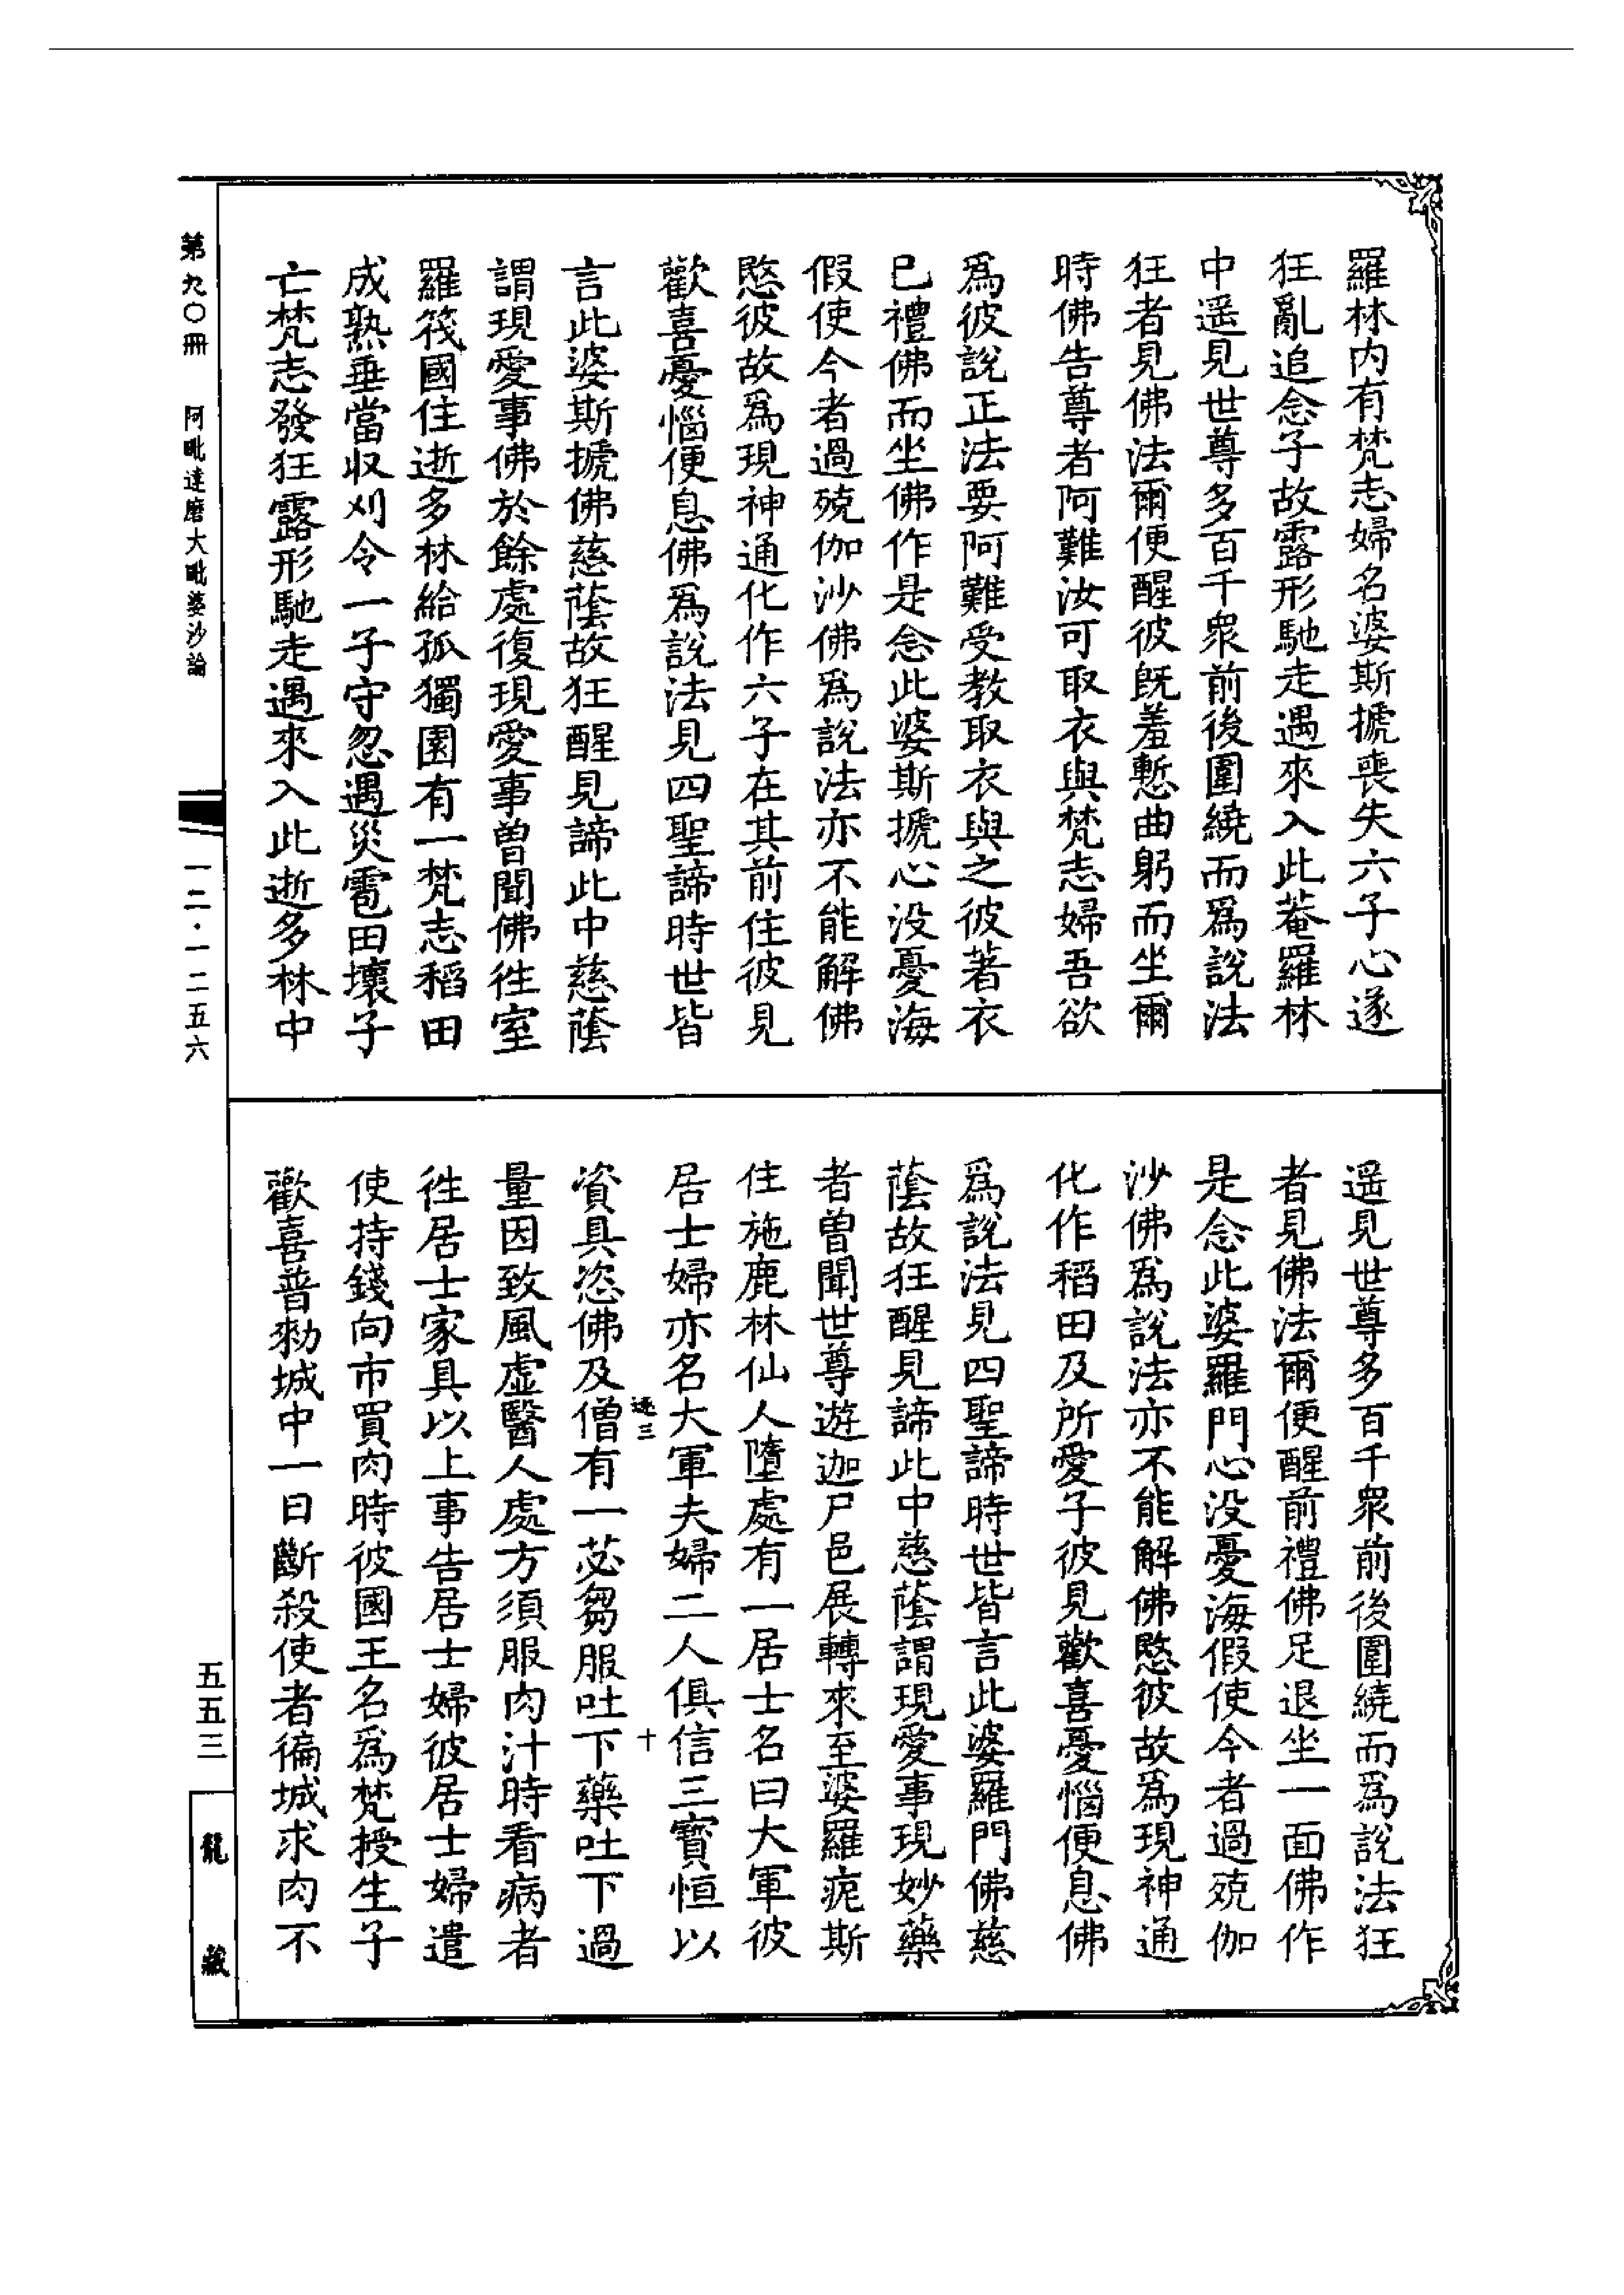 羅林内有梵志婦名婆斯搋喪失六子心遂
狂亂追念子故露形馳走遇來入此菴羅林
中遥見世尊多百千衆前後圍繞而爲說法
狂者見佛法爾便醒彼既羞慙曲躬而坐爾
時佛告尊者阿難汝可取衣與梵志婦吾欲
爲彼說正法要阿難受教取衣與之彼著衣
已禮佛而坐佛作是念此婆斯搋心没憂海
假使今者過殑伽沙佛爲說法亦不能解佛
愍彼故爲現神通化作六子在其前住彼見
歡喜憂惱便息佛爲說法見四聖諦時世皆
言此婆斯搋佛慈蔭故狂醒見諦此中慈蔭
謂現愛事佛於餘處復現愛事曾聞佛徃室
羅筏國住逝多林給孤獨園有一梵志稻田
成熟垂當収刈令一子守忽遇災雹田壞子
亡梵志發狂露形馳走遇來入此逝多林中
遥見世尊多百千衆前後圍繞而爲說法狂
者見佛法爾便醒前禮佛足退坐一面佛作
是念此婆羅門心没憂海假使今者過殑伽
沙佛爲說法亦不能解佛愍彼故爲現神通
化作稻田及所愛子彼見歡喜憂惱便息佛
爲說法見四聖諦時世皆言此婆羅門佛慈
蔭故狂醒見諦此中慈蔭謂現愛事現妙藥
者曾聞世尊遊迦尸邑展轉來至婆羅痆斯
住施鹿林仙人墮處有一居士名曰大軍彼
居士婦亦名大軍夫婦二人俱信三寳恒以
三 十
資具恣佛及僧有一苾芻服吐下藥吐下過
量因致風虚醫人處方須服肉汁時看病者
徃居士家具以上事告居士婦彼居士婦遣
使持錢向市買肉時彼國王名爲梵授生子
歡喜普勑城中一日斷殺使者徧城求肉不
第九〇冊 阿毗達磨大毗婆沙論
一二·一二五六
五五三
龍藏